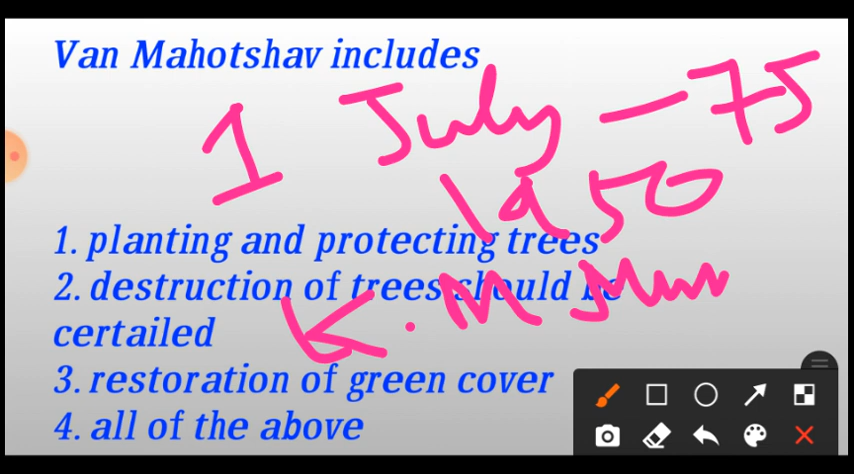 Van Mahotshav includes
1 July - 75
1950
1. planting and protecting trees
2. destruction of trees should be
K.M Mun
certailed
3. restoration of green cover
4. all of the above